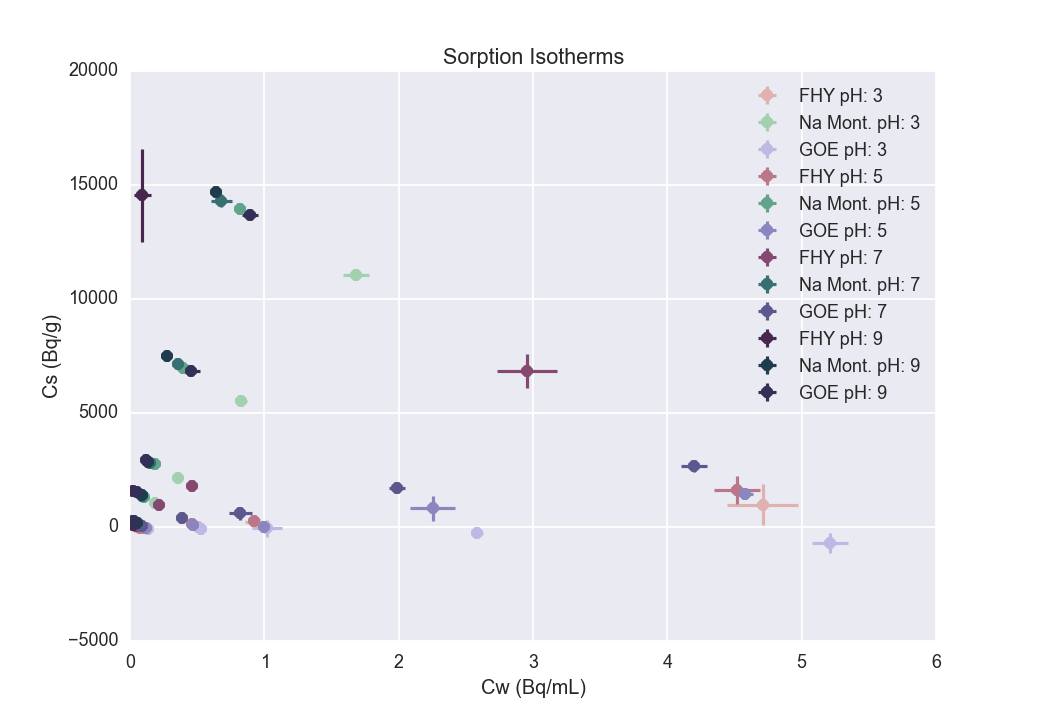 Sorption Isotherms
20000
15000
10000
5000
0
−5000
Cs (Bq/g)
FHY pH: 3
Na Mont. pH: 3
GOE pH: 3
FHY pH: 5
Na Mont. pH: 5
GOE pH: 5
FHY pH: 7
Na Mont. pH: 7
GOE pH: 7
FHY pH: 9
Na Mont. pH: 9
GOE pH: 9
0 1 2 3 4 5 6
Cw (Bq/mL)